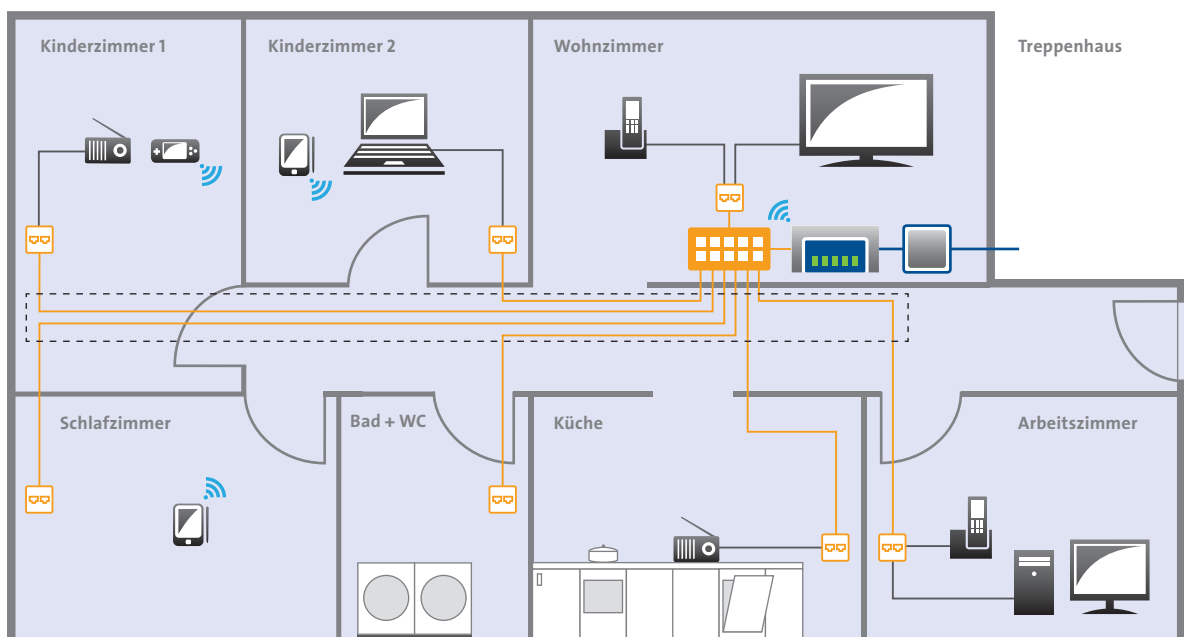 Kinderzimmer 1
Kinderzimmer 2
Wohnzimmer
Treppenhaus
Schlafzimmer
Bad + WC
Küche
Arbeitszimmer